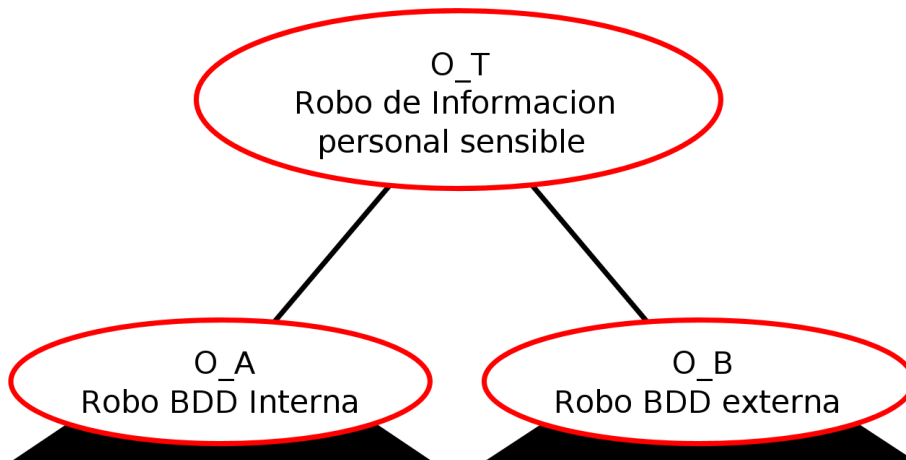 O_T
Robo de Informacion
personal sensible
O_A
Robo BDD Interna
O_B
Robo BDD externa